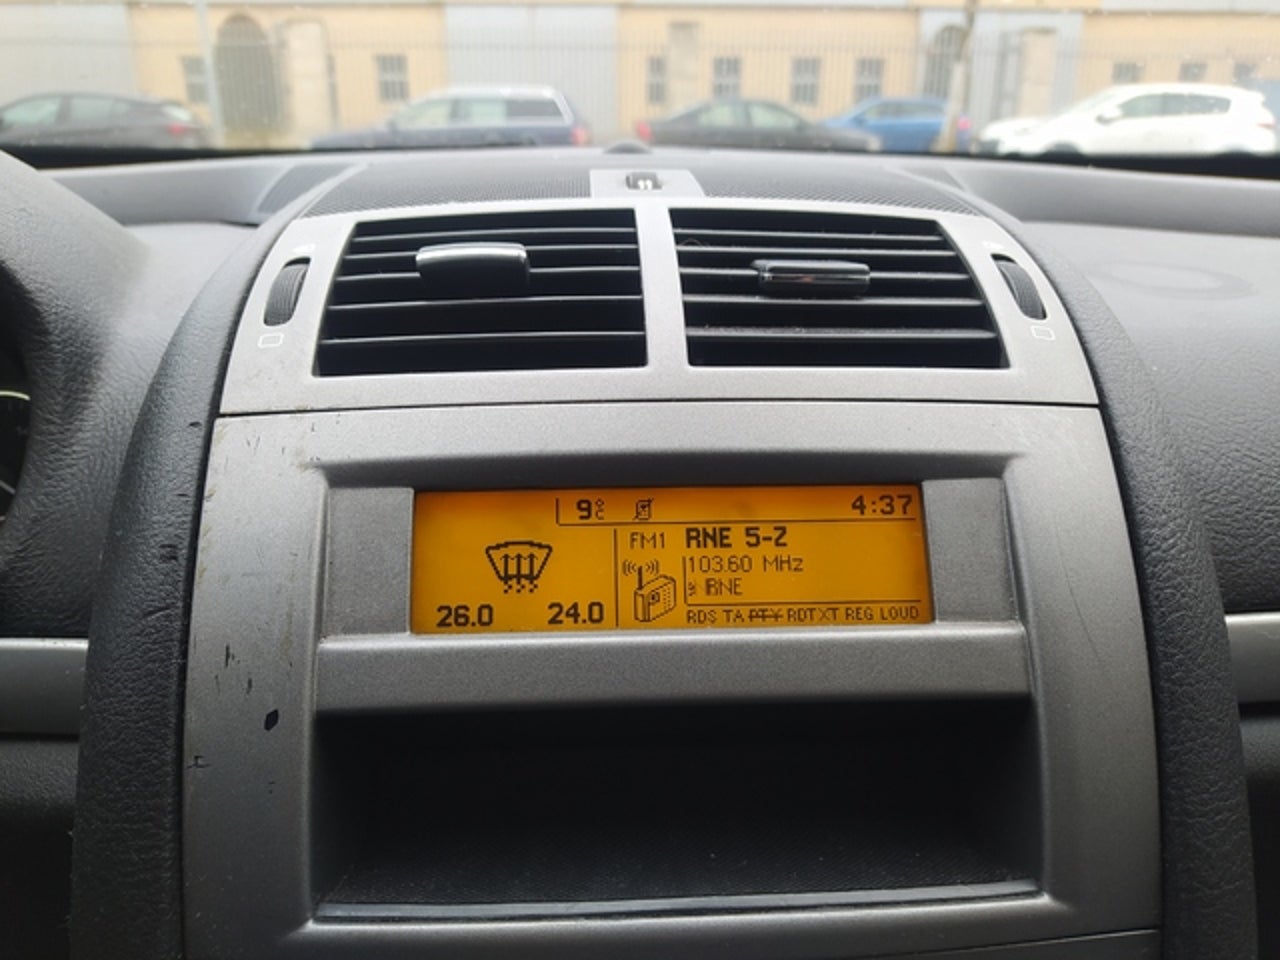 9°C 4:37
FM1 RNE 5-Z
103.60 MHz
RNE
26.0 24.0
RDS TA PTY RDTXT REG LOUD